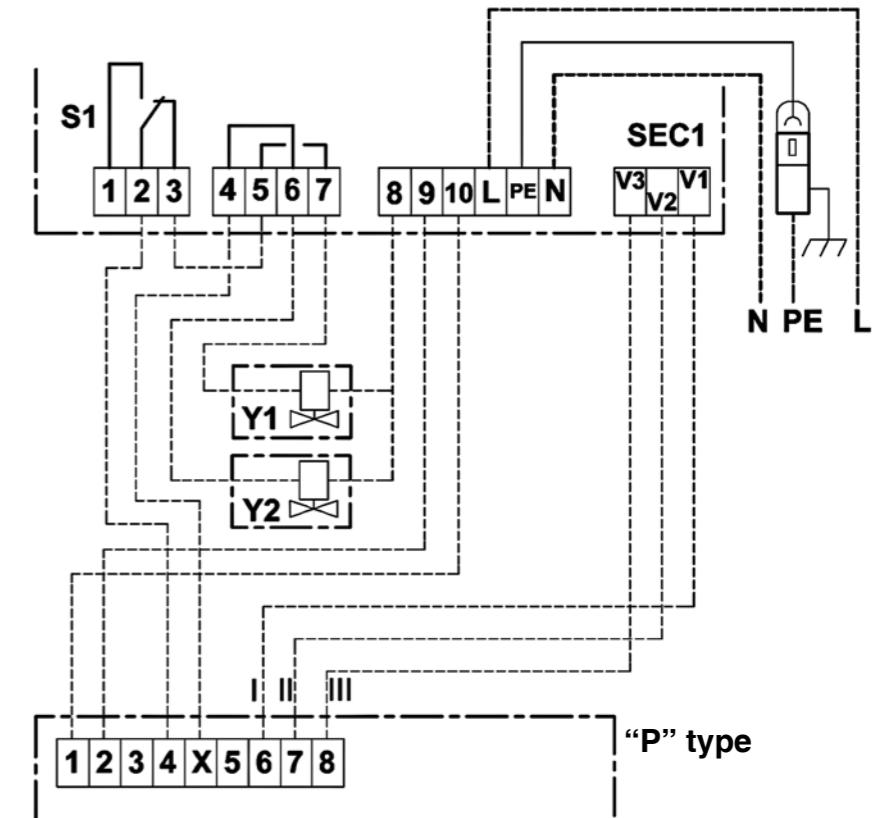 S1
SEC1
1 2 3
4 5 6 7
8 9 10 L PE N
V3 V2 V1
N PE L
Y1
Y2
I II III
“P” type
1 2 3 4 X 5 6 7 8